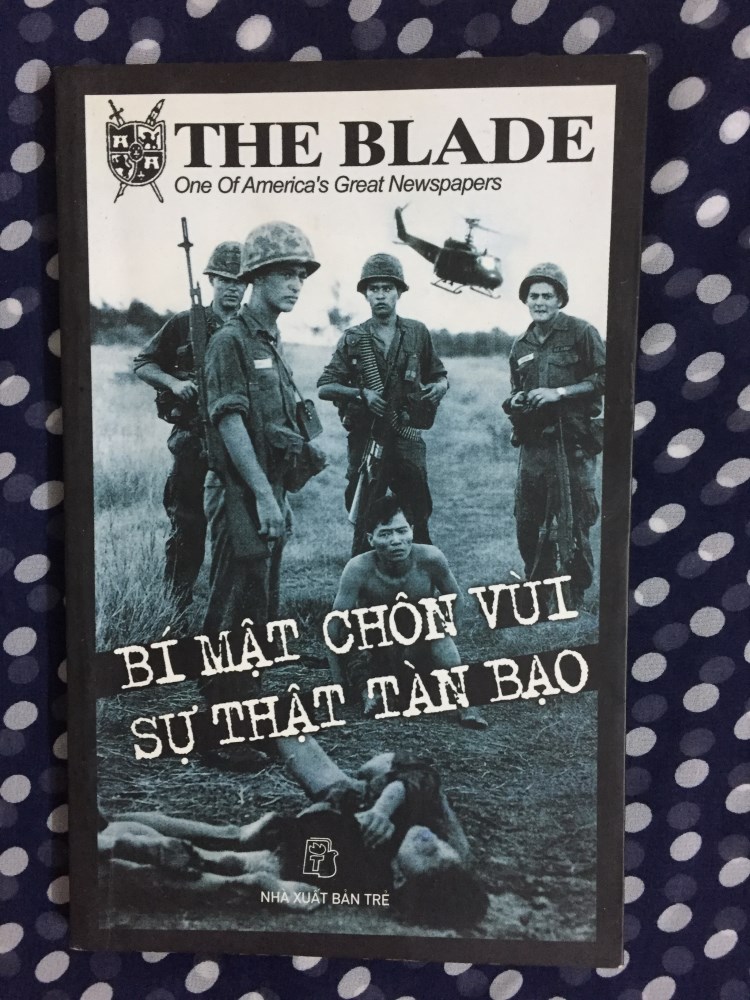 THE BLADE
One Of America's Great Newspapers
BÍ MẬT CHÔN VÙI
SỰ THẬT TÀN BẠO
NHÀ XUẤT BẢN TRẺ